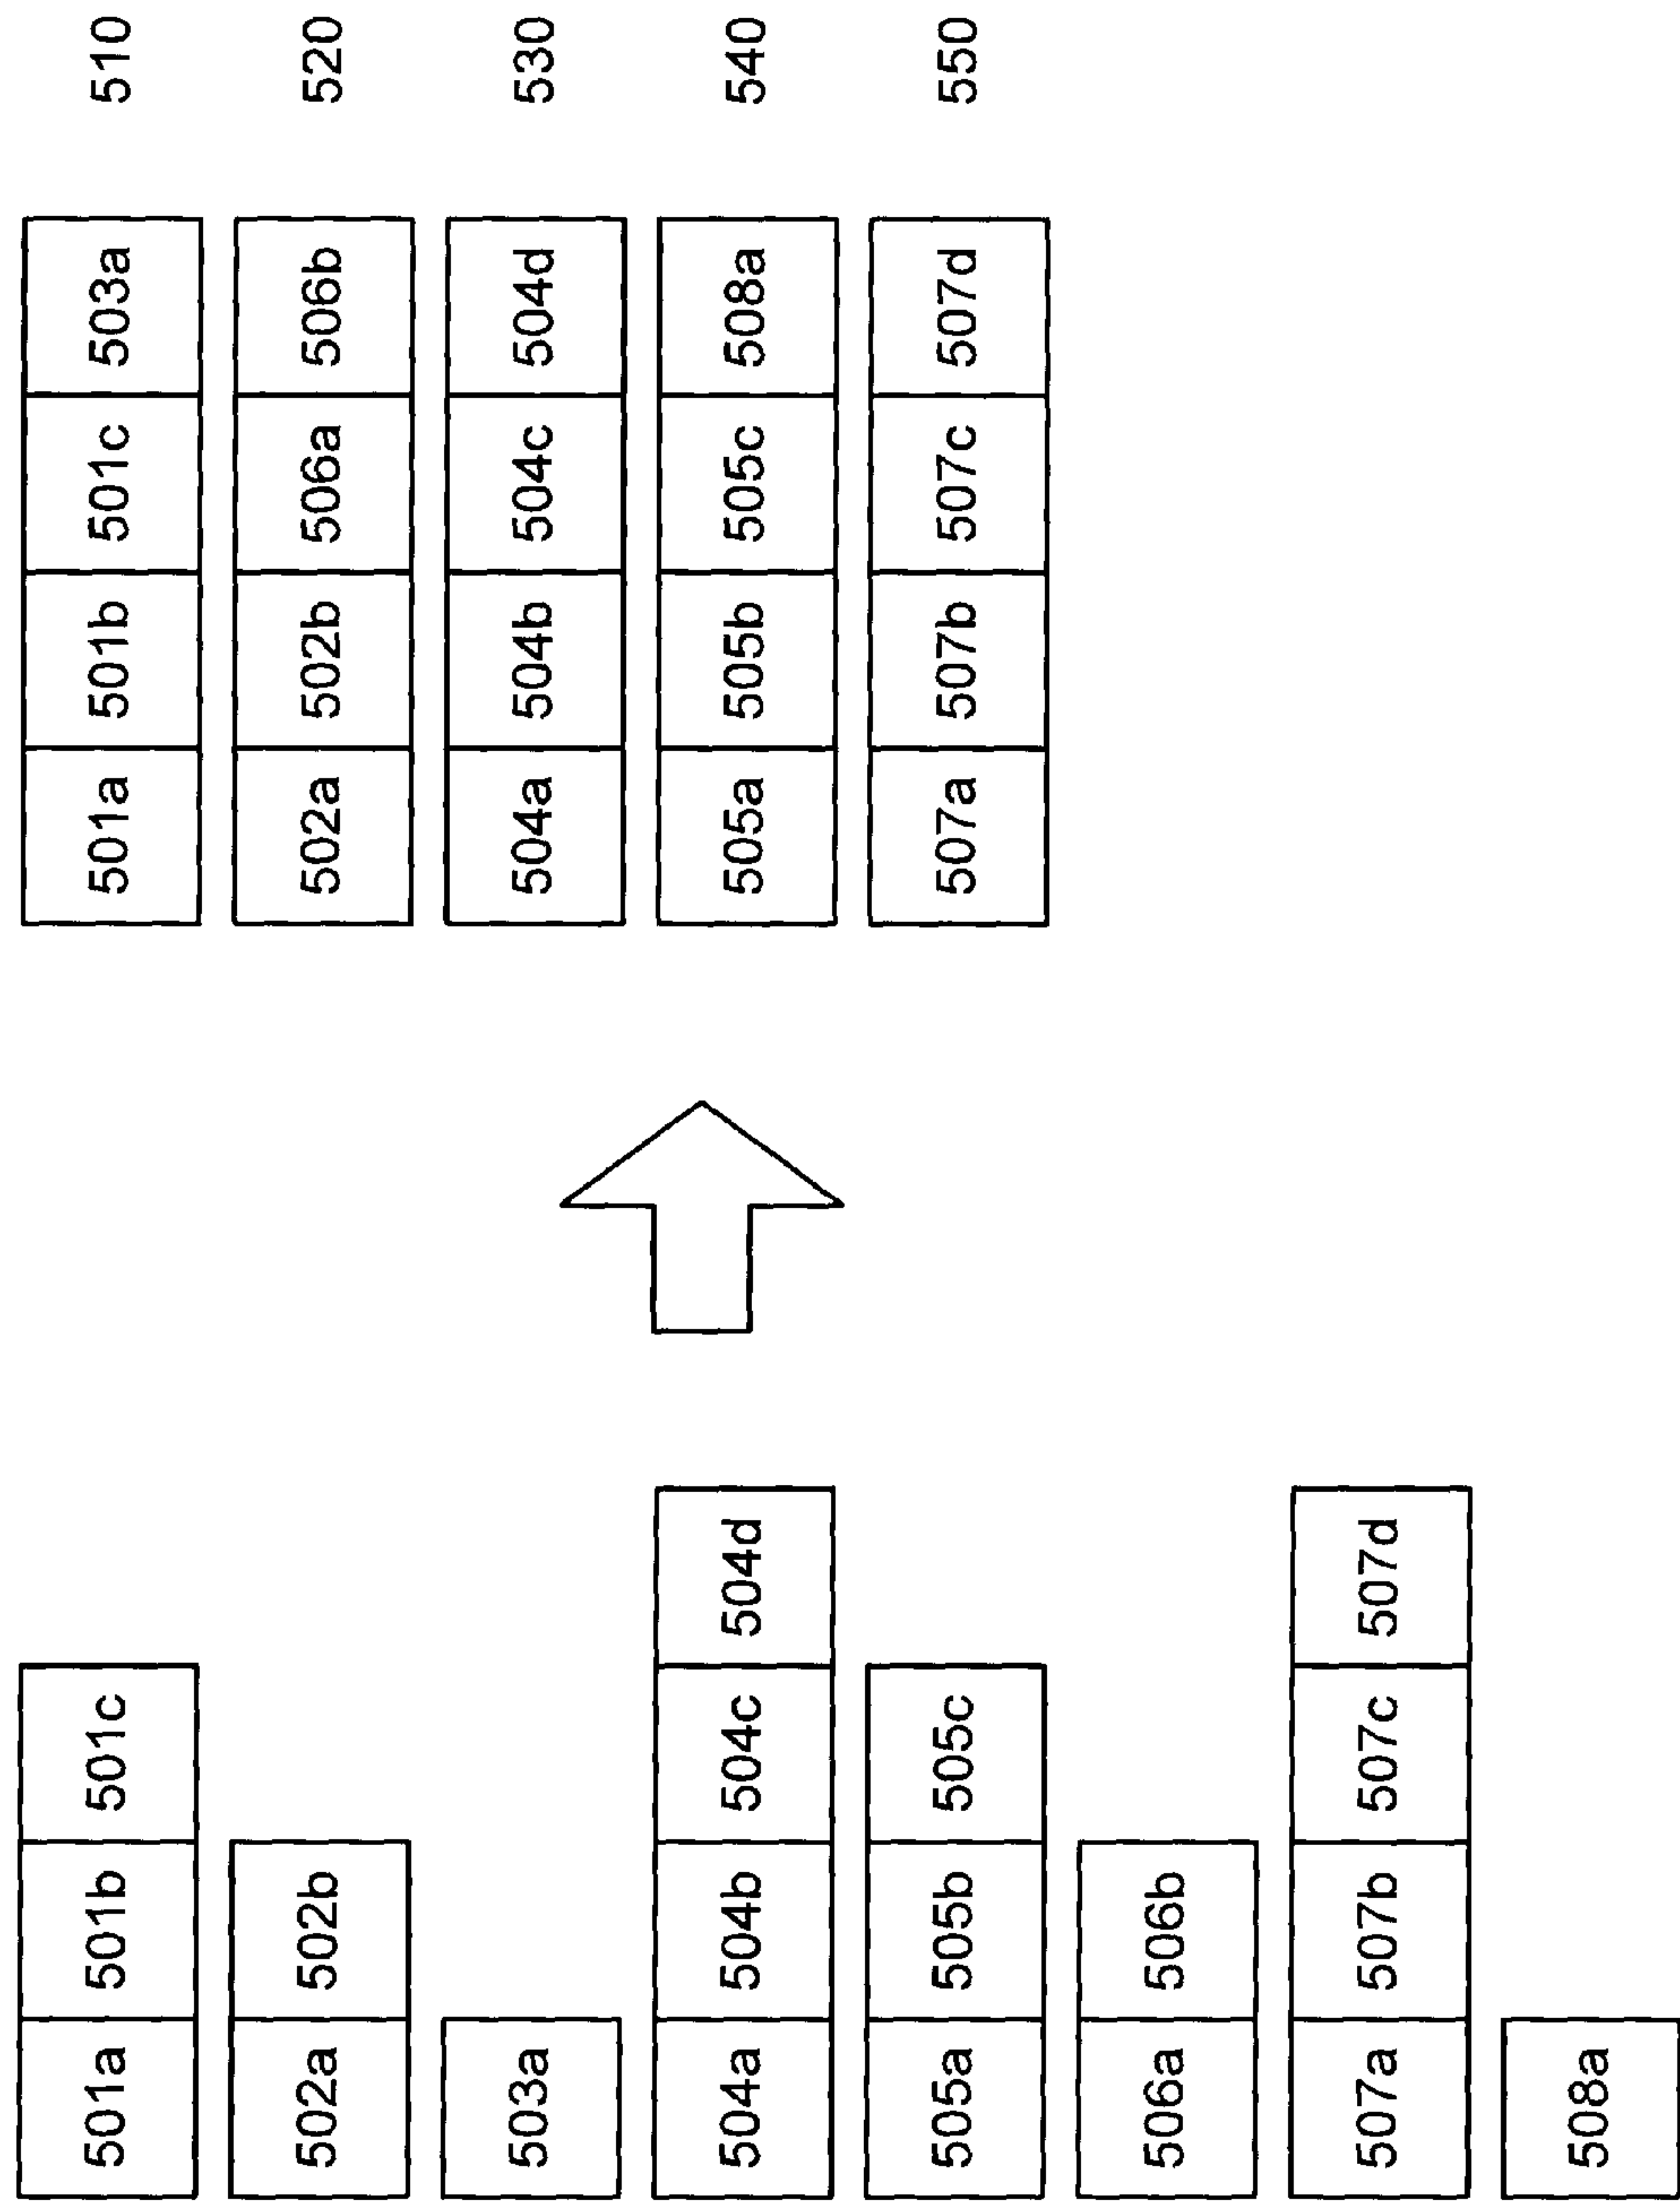 501a 501b 501c
502a 502b
503a
504a 504b 504c 504d
505a 505b 505c
506a 506b
507a 507b 507c 507d
508a
501a 501b 501c 503a 510
502a 502b 506a 506b 520
504a 504b 504c 504d 530
505a 505b 505c 508a 540
507a 507b 507c 507d 550